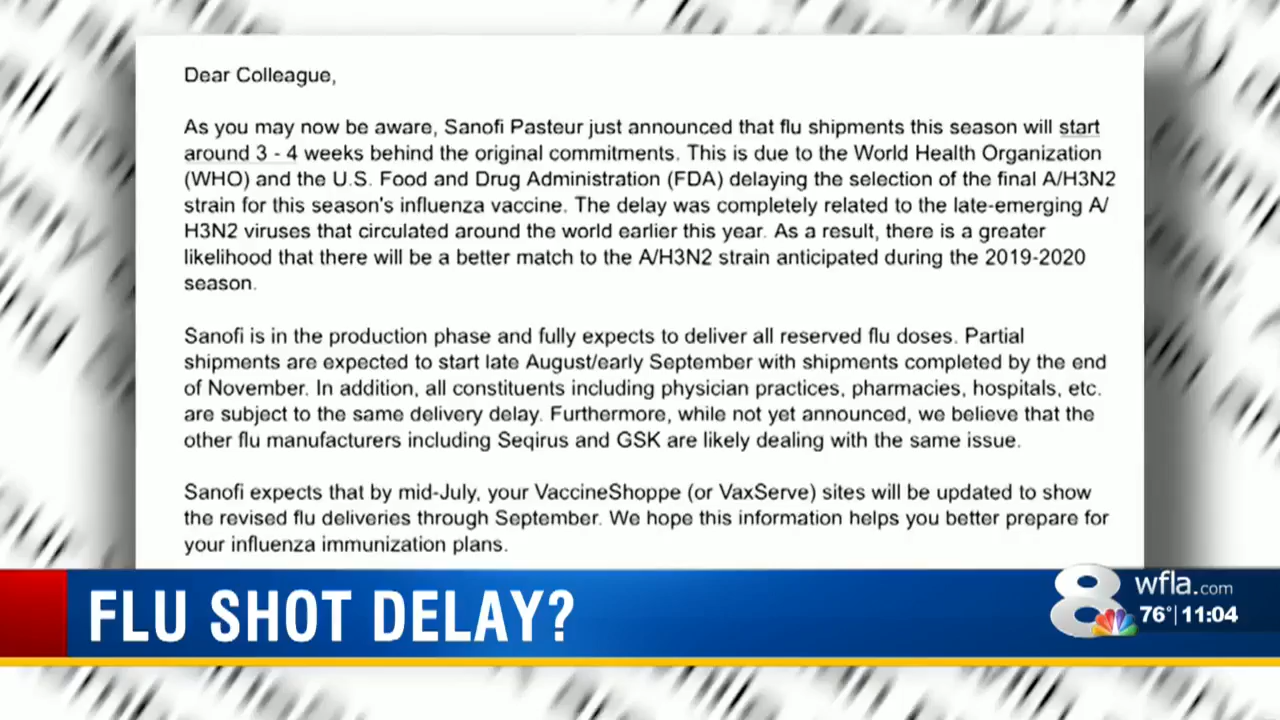 Dear Colleague,
As you may now be aware, Sanofi Pasteur just announced that flu shipments this season will start
around 3 - 4 weeks behind the original commitments. This is due to the World Health Organization
(WHO) and the U.S. Food and Drug Administration (FDA) delaying the selection of the final A/H3N2
strain for this season's influenza vaccine. The delay was completely related to the late-emerging A/
H3N2 viruses that circulated around the world earlier this year. As a result, there is a greater
likelihood that there will be a better match to the A/H3N2 strain anticipated during the 2019-2020
season.
Sanofi is in the production phase and fully expects to deliver all reserved flu doses. Partial
shipments are expected to start late August/early September with shipments completed by the end
of November. In addition, all constituents including physician practices, pharmacies, hospitals, etc.
are subject to the same delivery delay. Furthermore, while not yet announced, we believe that the
other flu manufacturers including Seqirus and GSK are likely dealing with the same issue.
Sanofi expects that by mid-July, your VaccineShoppe (or VaxServe) sites will be updated to show
the revised flu deliveries through September. We hope this information helps you better prepare for
your influenza immunization plans.
FLU SHOT DELAY?
8 wfla.com
76° | 11:04